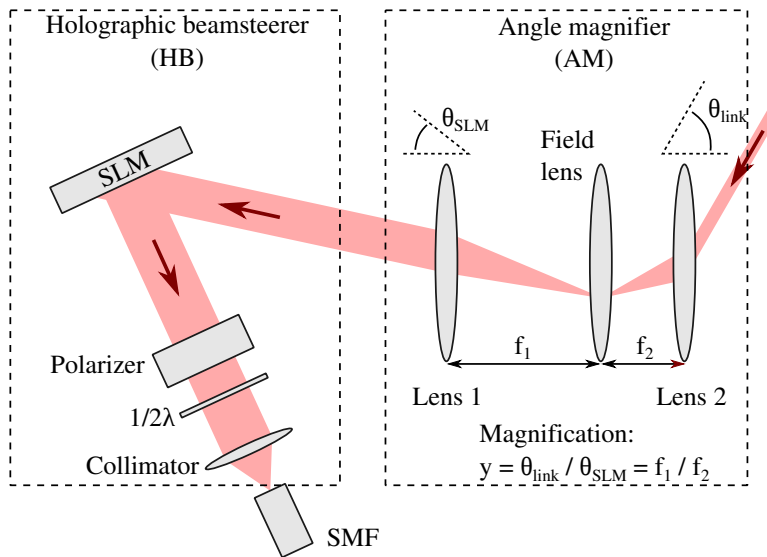 Holographic beamsteerer
(HB)
Angle magnifier
(AM)
θSLM
θlink
Field
lens
SLM
Polarizer
1/2λ
Collimator
SMF
f₁
f₂
Lens 1
Lens 2
Magnification:
y = θlink / θSLM = f₁ / f₂